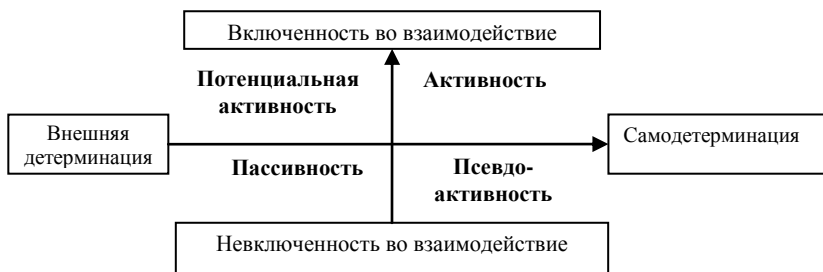 Включенность во взаимодействие
Потенциальная
активность
Активность
Внешняя
детерминация
Самодетерминация
Пассивность
Псевдо-
активность
Невключенность во взаимодействие